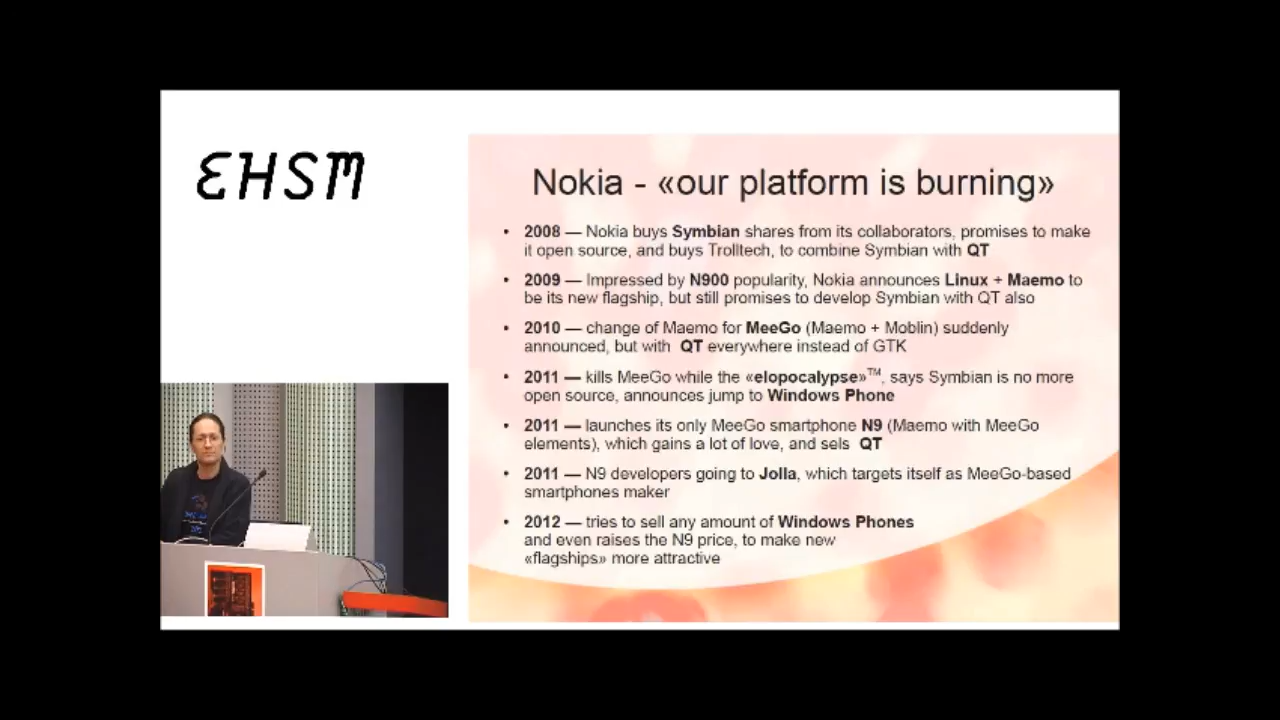 EHSM
Nokia - «our platform is burning»
• 2008 — Nokia buys Symbian shares from its collaborators, promises to make
it open source, and buys Trolltech, to combine Symbian with QT
• 2009 — Impressed by N900 popularity, Nokia announces Linux + Maemo to
be its new flagship, but still promises to develop Symbian with QT also
• 2010 — change of Maemo for MeeGo (Maemo + Moblin) suddenly
announced, but with QT everywhere instead of GTK
• 2011 — kills MeeGo while the «elopocalypse»™, says Symbian is no more
open source, announces jump to Windows Phone
• 2011 — launches its only MeeGo smartphone N9 (Maemo with MeeGo
elements), which gains a lot of love, and sels QT
• 2011 — N9 developers going to Jolla, which targets itself as MeeGo-based
smartphones maker
• 2012 — tries to sell any amount of Windows Phones
and even raises the N9 price, to make new
«flagships» more attractive